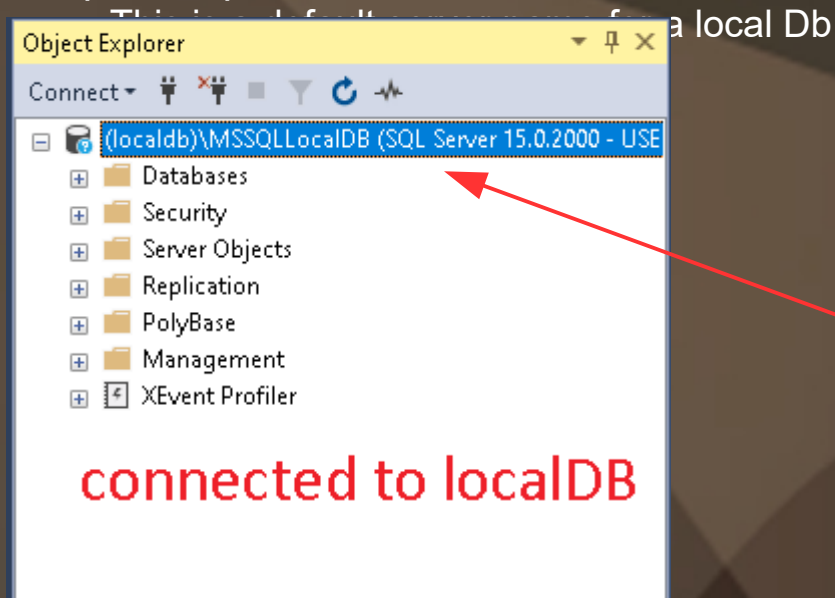 a local Db
Object Explorer
Connect
(localdb)\MSSQLLocalDB (SQL Server 15.0.2000 - USE
Databases
Security
Server Objects
Replication
PolyBase
Management
XEvent Profiler
connected to localDB